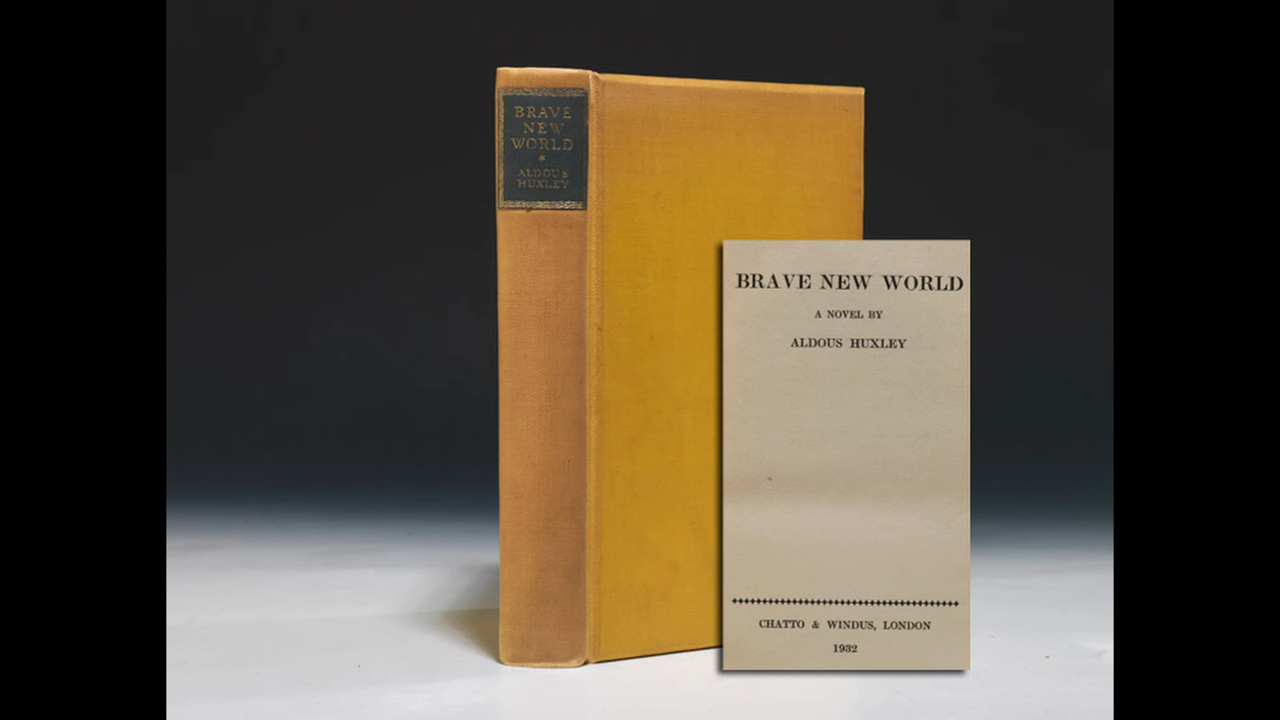 BRAVE
NEW
WORLD
*
ALDOUS
HUXLEY
BRAVE NEW WORLD
A NOVEL BY
ALDOUS HUXLEY
CHATTO & WINDUS, LONDON
1932